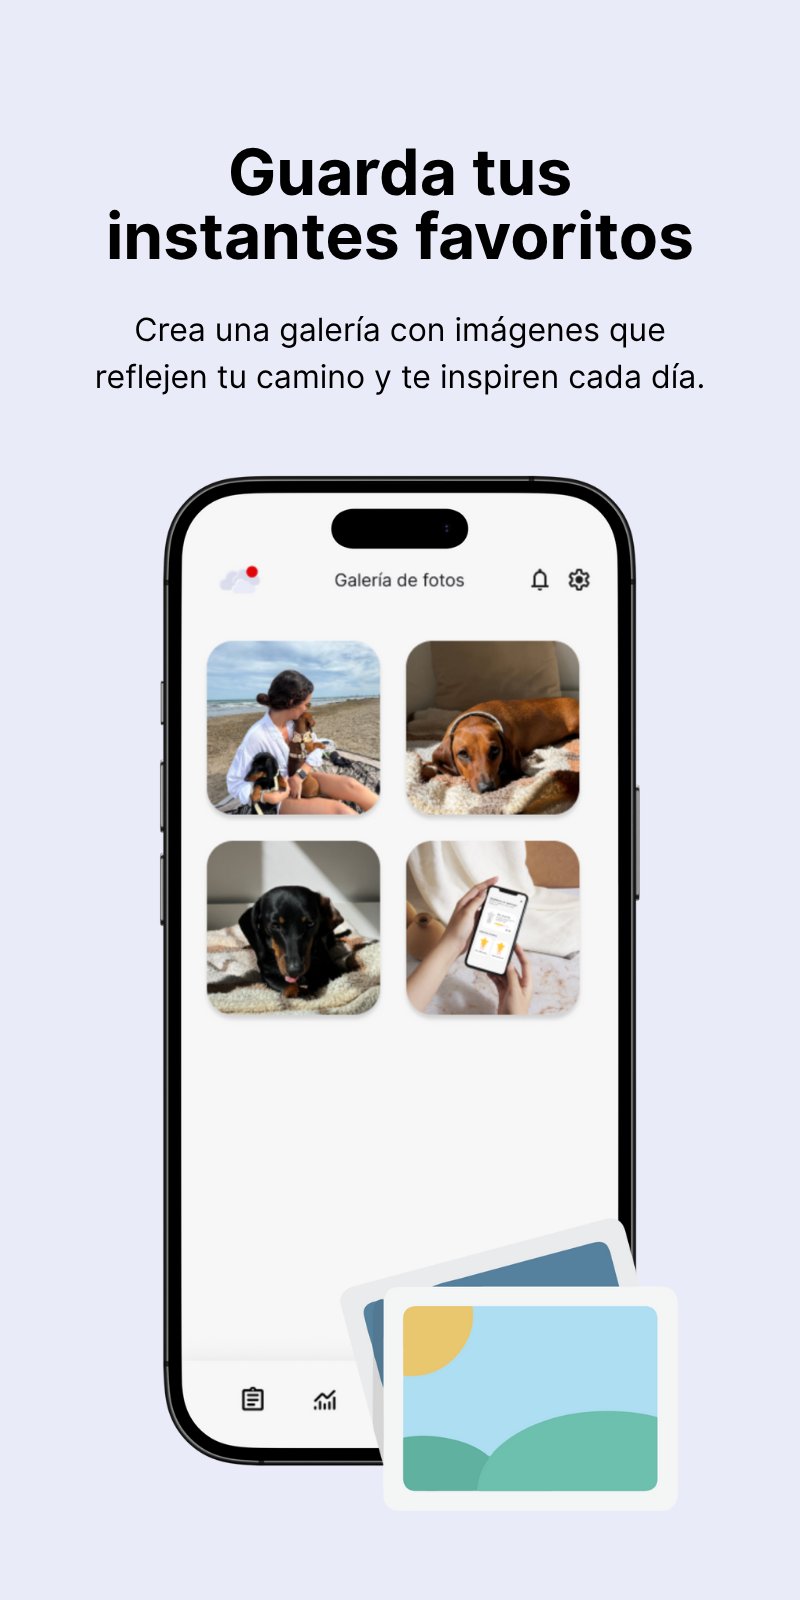 Guarda tus
instantes favoritos
Crea una galería con imágenes que
reflejen tu camino y te inspiren cada día.
Galería de fotos